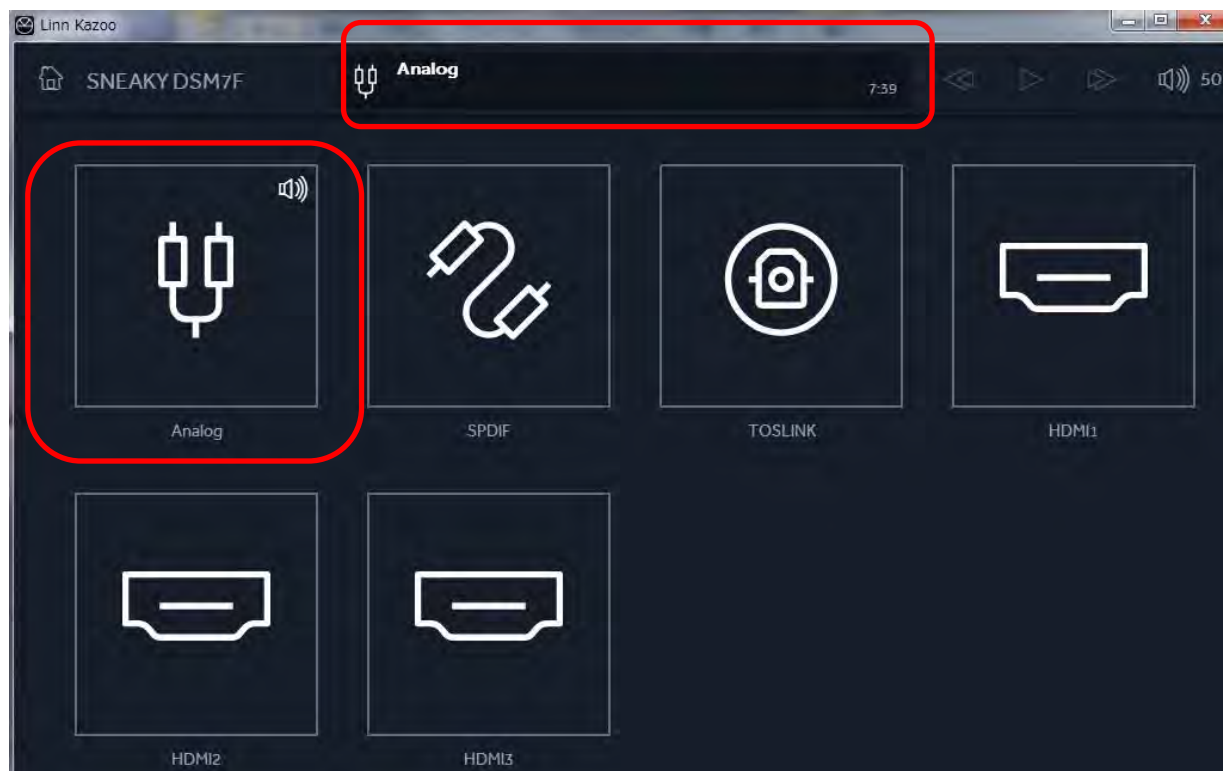 Linn Kazoo
SNEAKY DSM7F
Analog
7:39
50
Analog
SPDIF
TOSLINK
HDMI1
HDMI2
HDMI3